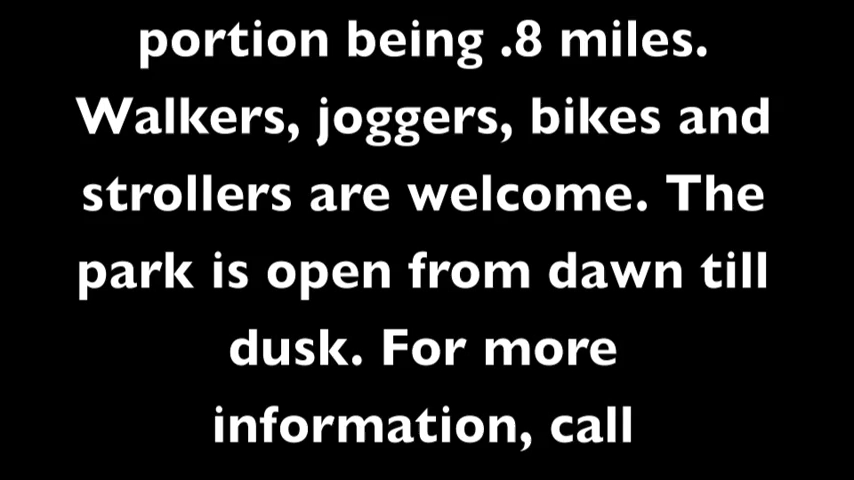 portion being .8 miles.
Walkers, joggers, bikes and
strollers are welcome. The
park is open from dawn till
dusk. For more
information, call